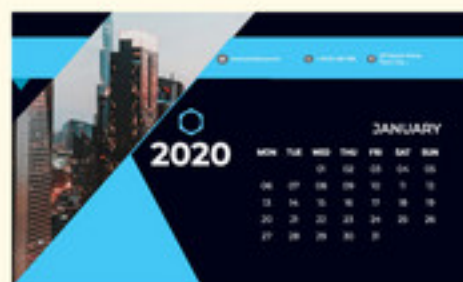 2020
JANUARY
MON TUE WED THU FRI SAT SUN
01 02 03 04 05
06 07 08 09 10 11 12
13 14 15 16 17 18 19
20 21 22 23 24 25 26
27 28 29 30 31